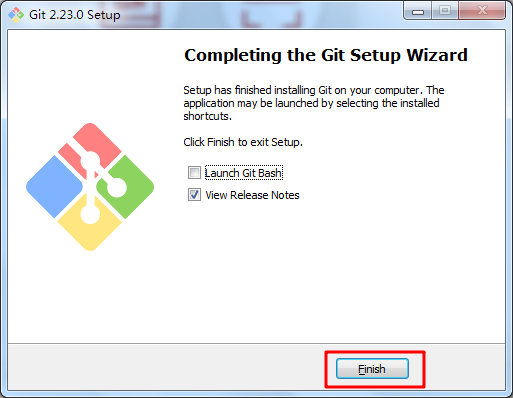 Git 2.23.0 Setup
Completing the Git Setup Wizard
Setup has finished installing Git on your computer. The
application may be launched by selecting the installed
shortcuts.
Click Finish to exit Setup.
Launch Git Bash
View Release Notes
Finish